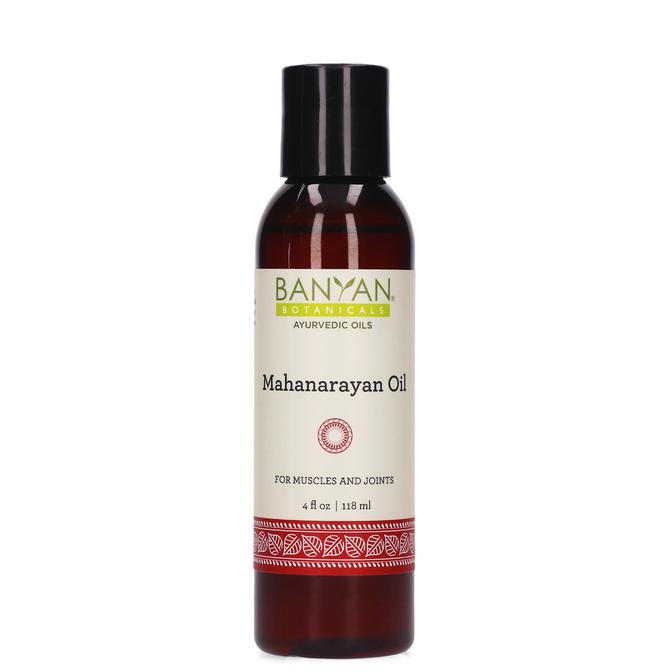 BANYAN®
BOTANICALS
AYURVEDIC OILS
Mahanarayan Oil
FOR MUSCLES AND JOINTS
4 fl oz | 118 ml